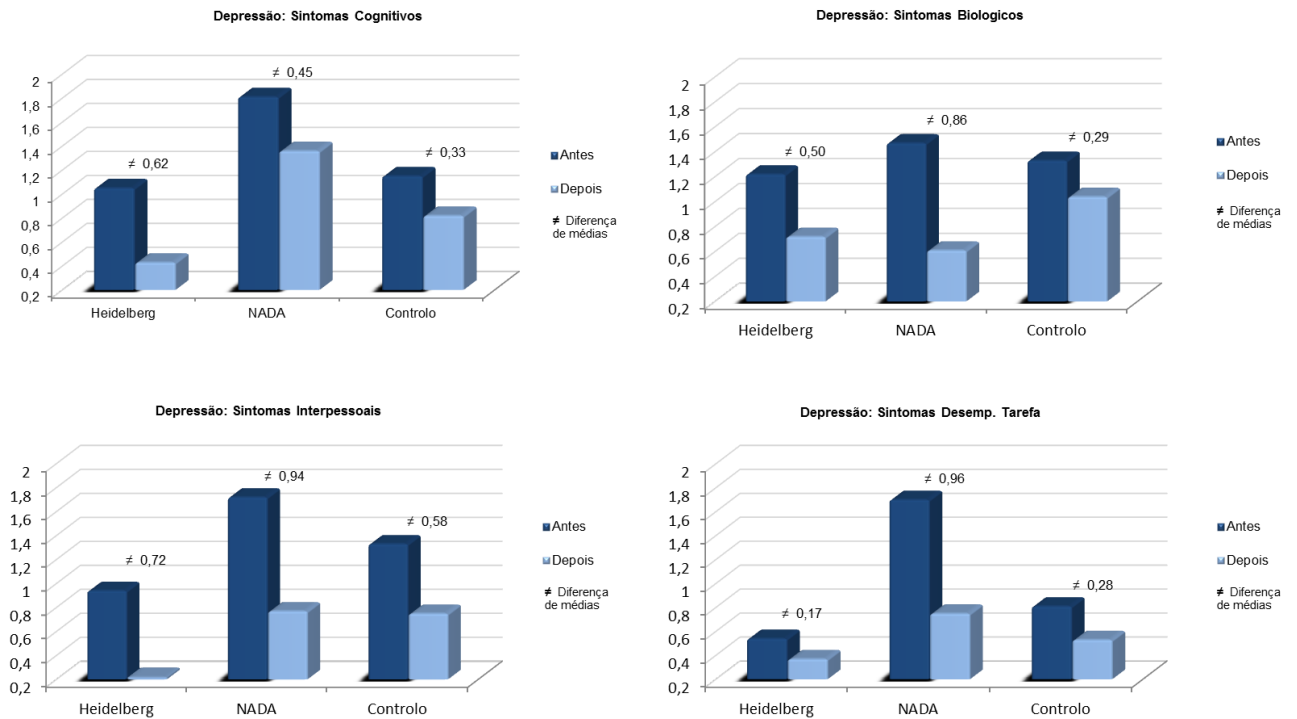 Depressão: Sintomas Cognitivos
2
1,8
1,6
1,4
1,2
1
0,8
0,6
0,4
0,2
≠ 0,62
≠ 0,45
≠ 0,33
Heidelberg
NADA
Controlo
Antes
Depois
≠ Diferença
de médias
Depressão: Sintomas Biologicos
2
1,8
1,6
1,4
1,2
1
0,8
0,6
0,4
0,2
≠ 0,50
≠ 0,86
≠ 0,29
Heidelberg
NADA
Controlo
Antes
Depois
≠ Diferença
de médias
Depressão: Sintomas Interpessoais
2
1,8
1,6
1,4
1,2
1
0,8
0,6
0,4
0,2
≠ 0,72
≠ 0,94
≠ 0,58
Heidelberg
NADA
Controlo
Antes
Depois
≠ Diferença
de médias
Depressão: Sintomas Desemp. Tarefa
2
1,8
1,6
1,4
1,2
1
0,8
0,6
0,4
0,2
≠ 0,17
≠ 0,96
≠ 0,28
Heidelberg
NADA
Controlo
Antes
Depois
≠ Diferença
de médias